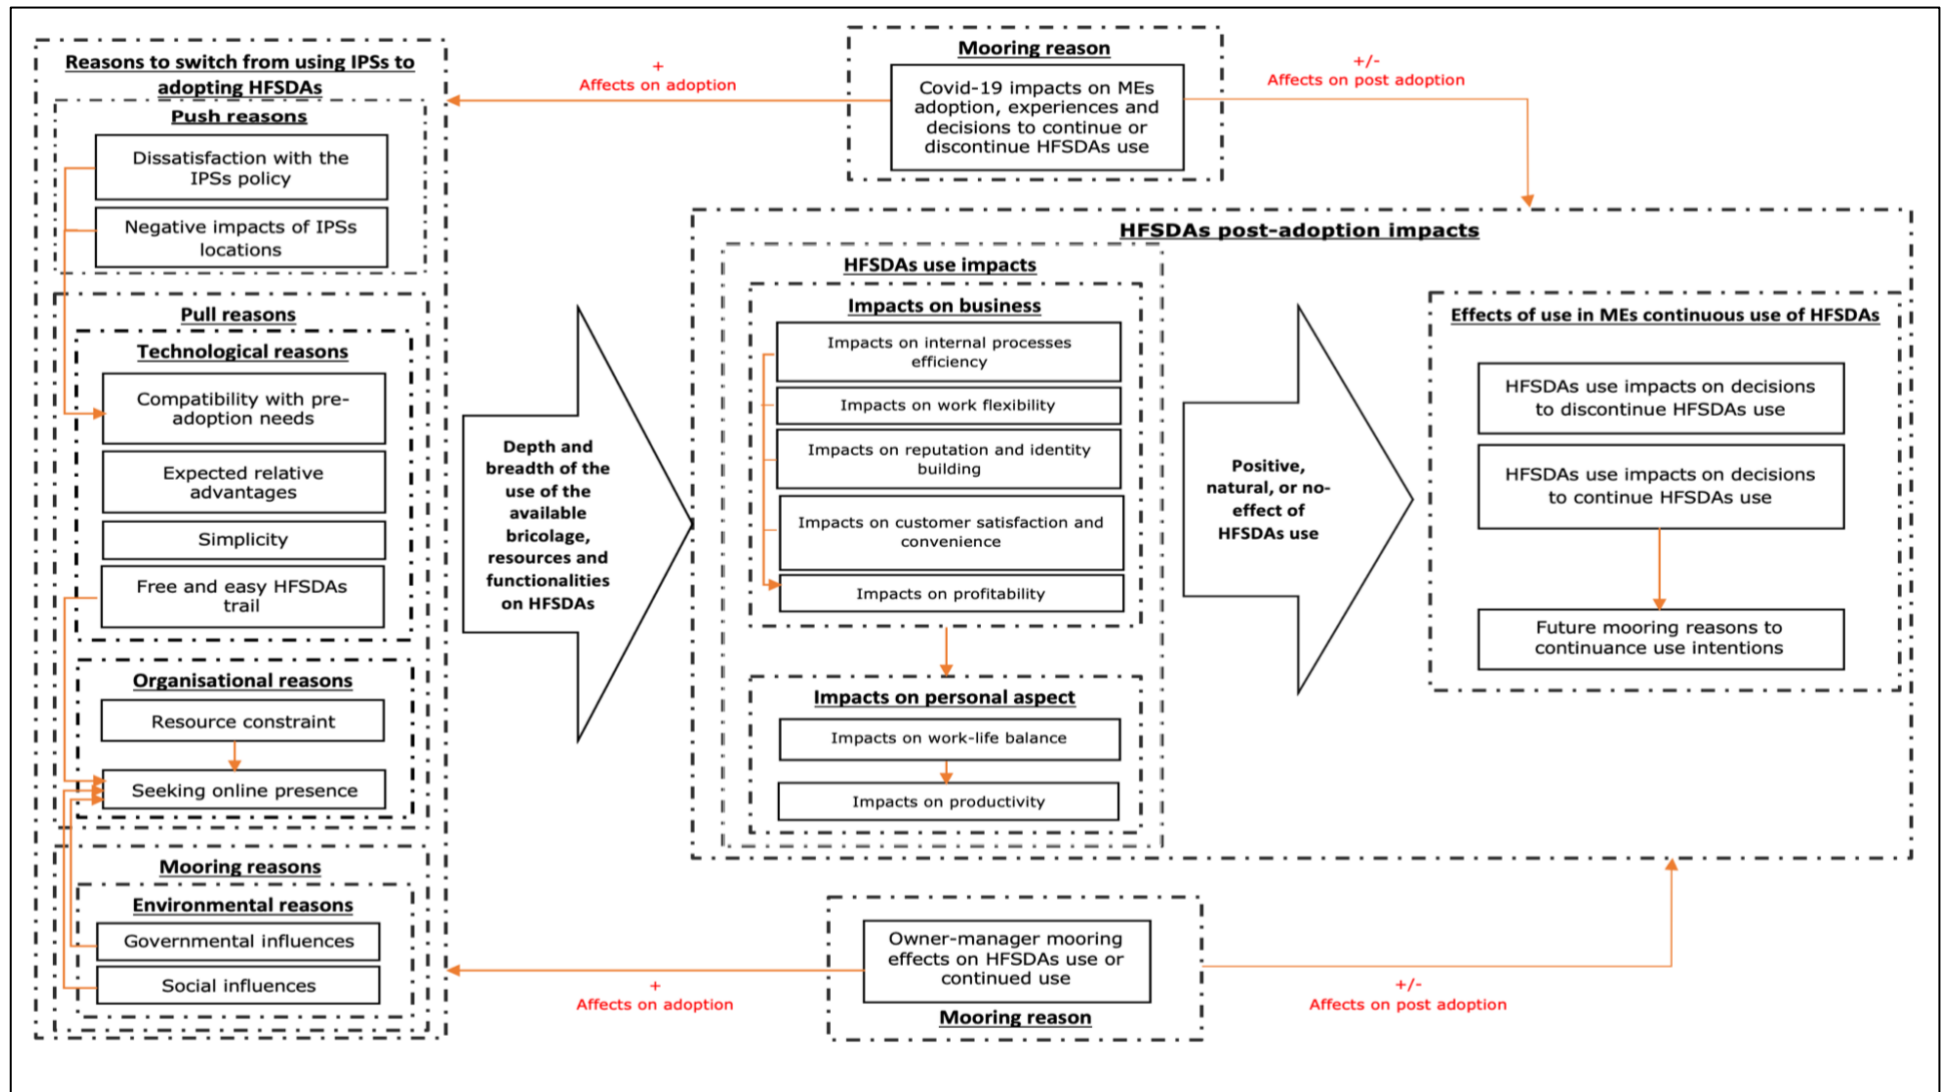 Reasons to switch from using IPSs to
adopting HFSDAs
Push reasons
Dissatisfaction with the
IPSs policy
Negative impacts of IPSs
locations
Pull reasons
Technological reasons
Compatibility with pre-
adoption needs
Expected relative
advantages
Simplicity
Free and easy HFSDAs
trail
Organisational reasons
Resource constraint
Seeking online presence
Mooring reasons
Environmental reasons
Governmental influences
Social influences
+
Affects on adoption
Mooring reason
Covid-19 impacts on MEs
adoption, experiences and
decisions to continue or
discontinue HFSDAs use
+/-
Affects on post adoption
Depth and
breadth of the
use of the
available
bricolage,
resources and
functionalities
on HFSDAs
HFSDAs post-adoption impacts
HFSDAs use impacts
Impacts on business
Impacts on internal processes
efficiency
Impacts on work flexibility
Impacts on reputation and identity
building
Impacts on customer satisfaction and
convenience
Impacts on profitability
Impacts on personal aspect
Impacts on work-life balance
Impacts on productivity
Positive,
natural, or no-
effect of
HFSDAs use
Effects of use in MEs continuous use of HFSDAs
HFSDAs use impacts on decisions
to discontinue HFSDAs use
HFSDAs use impacts on decisions
to continue HFSDAs use
Future mooring reasons to
continuance use intentions
+
Affects on adoption
Owner-manager mooring
effects on HFSDAs use or
continued use
Mooring reason
+/-
Affects on post adoption